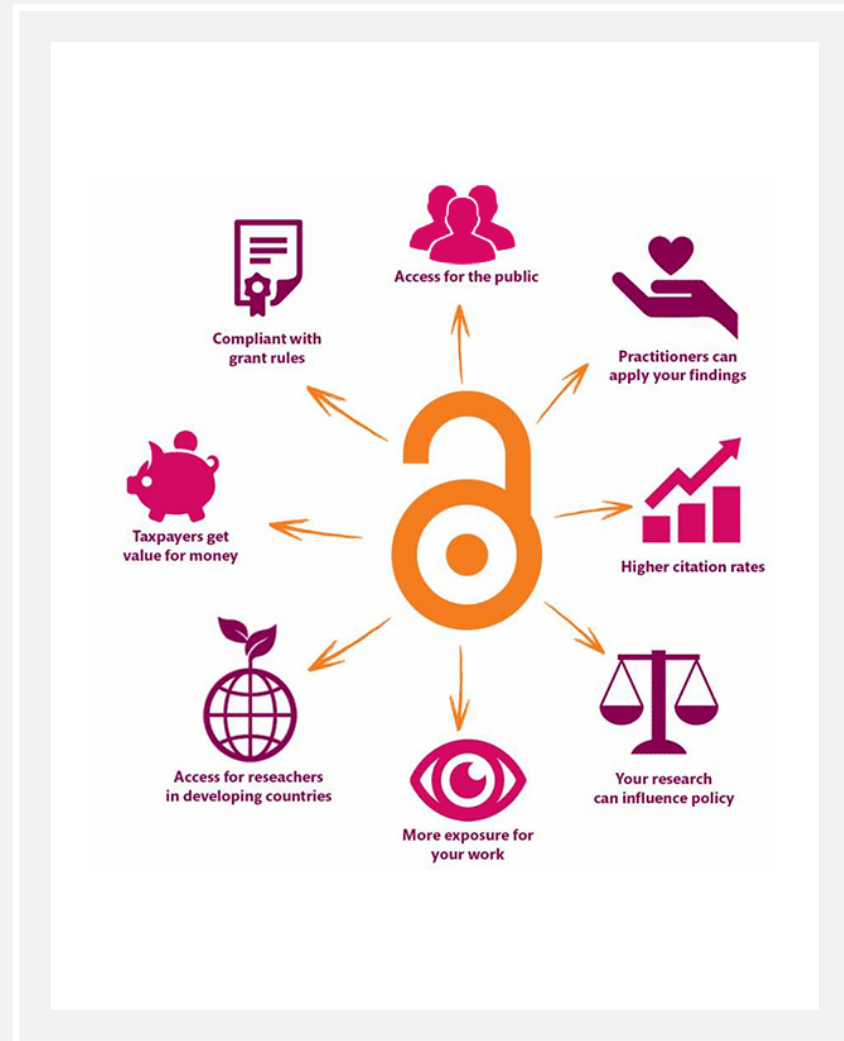 Access for the public
Compliant with
grant rules
Practitioners can
apply your findings
Taxpayers get
value for money
Higher citation rates
Access for reseachers
in developing countries
Your research
can influence policy
More exposure for
your work